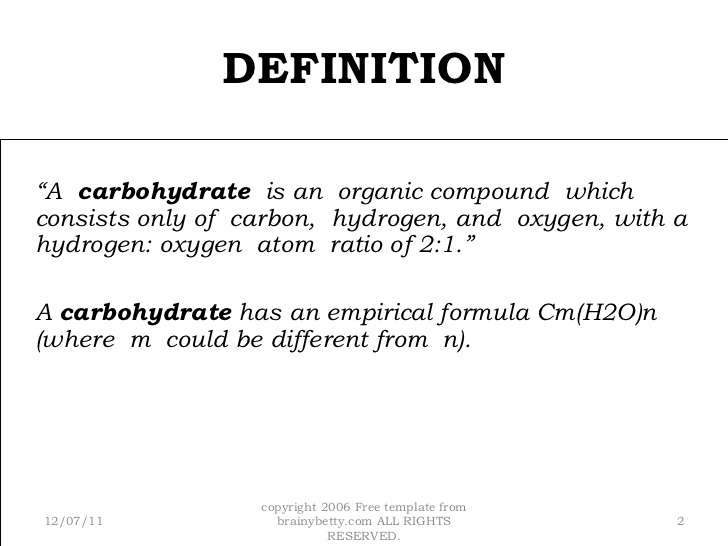 DEFINITION
“A carbohydrate is an organic compound which
consists only of carbon, hydrogen, and oxygen, with a
hydrogen: oxygen atom ratio of 2:1.”
A carbohydrate has an empirical formula Cm(H2O)n
(where m could be different from n).
12/07/11
copyright 2006 Free template from
brainybetty.com ALL RIGHTS
RESERVED.
2